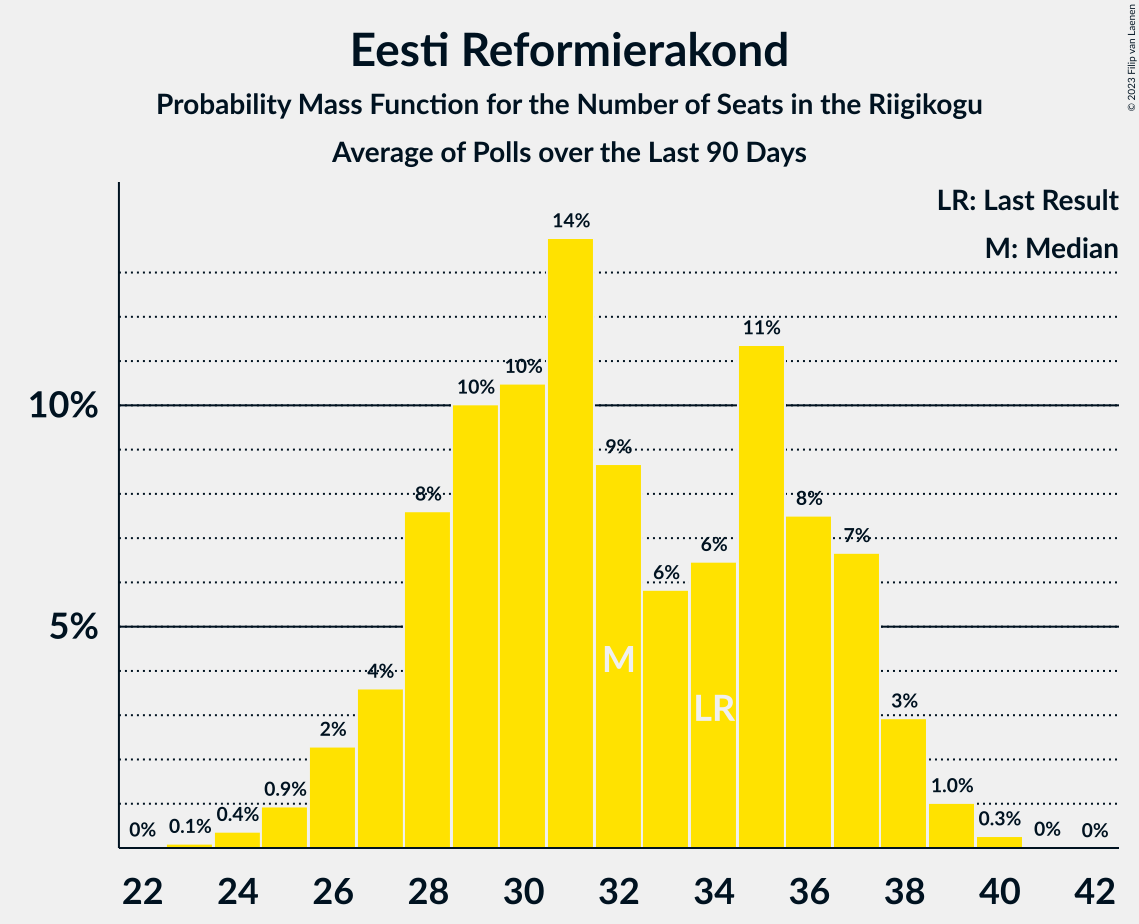 Eesti Reformierakond
Probability Mass Function for the Number of Seats in the Riigikogu
Average of Polls over the Last 90 Days
© 2023 Filip van Laenen
LR: Last Result
M: Median
10%
5%
0%
0.1%
0.4%
0.9%
2%
4%
8%
10%
10%
14%
9%
6%
6%
11%
8%
7%
3%
1.0%
0.3%
0%
0%
M
LR
22 24 26 28 30 32 34 36 38 40 42